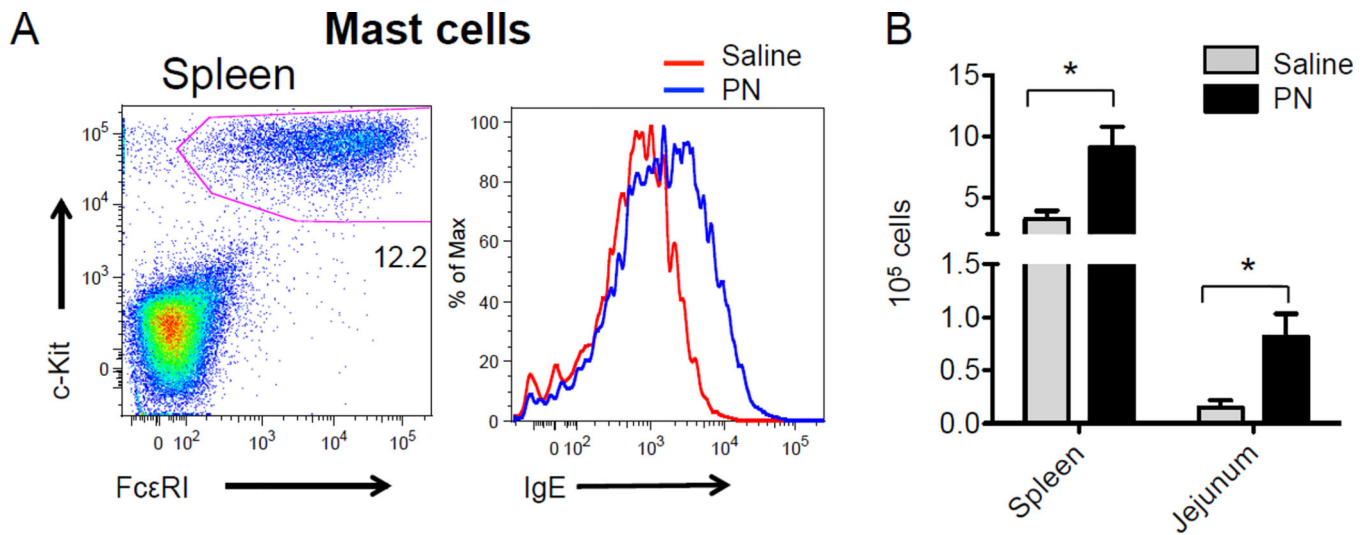 A
Mast cells
Spleen
Saline
PN
c-Kit
10⁵
10⁴
10³
0
12.2
0 10² 10³ 10⁴ 10⁵
FcεRI
% of Max
100
80
60
40
20
0
0 10² 10³ 10⁴ 10⁵
IgE
B
Saline
PN
*
*
10⁵ cells
15
10
5
1.5
1.0
0.5
0.0
Spleen
Jejunum